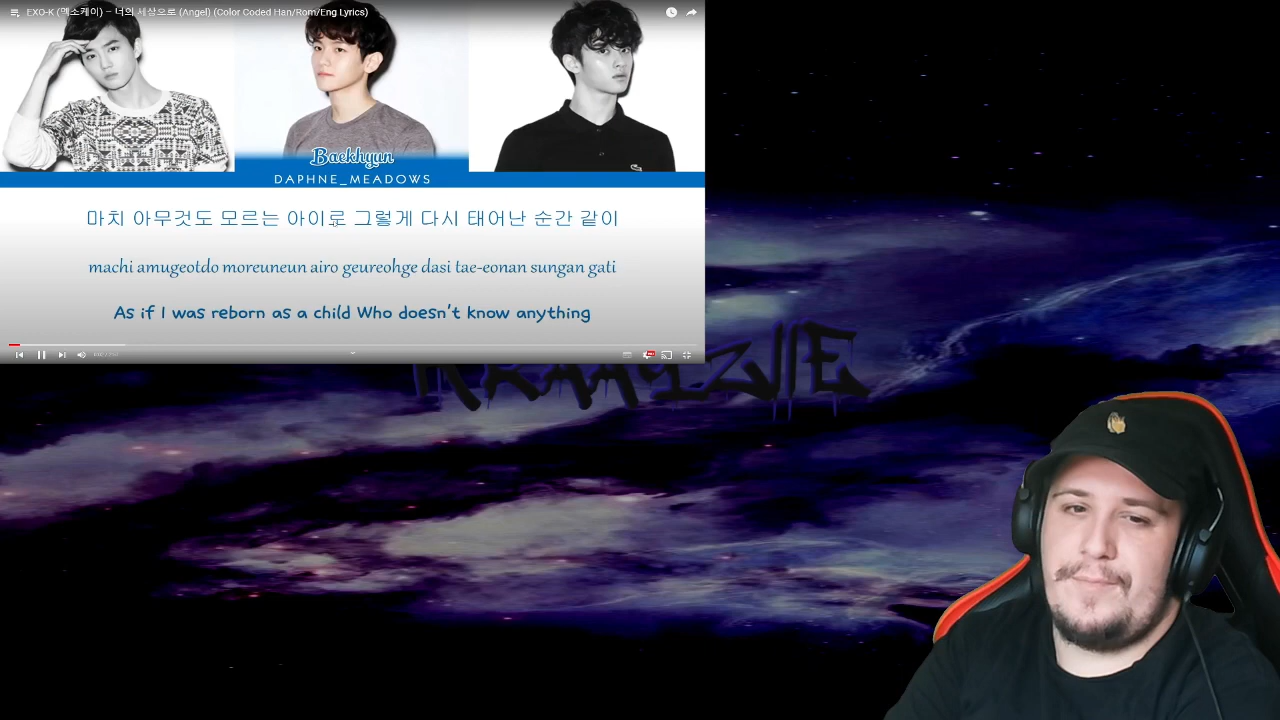 EXO-K (엑소케이) – 너의 세상으로 (Angel) (Color Coded Han/Rom/Eng Lyrics)
Baekhyun
DAPHNE_MEADOWS
마치 아무것도 모르는 아이로 그렇게 다시 태어난 순간 같이
machi amugeotdo moreuneun airo geureohge dasi tae-eonan sungan gati
As if I was reborn as a child Who doesn't know anything